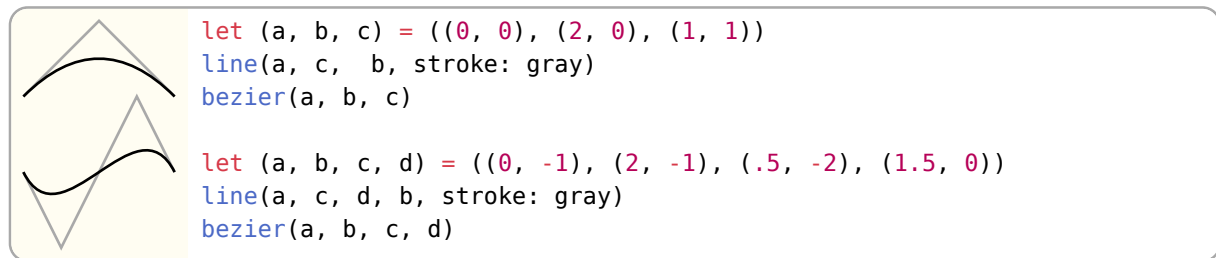 let (a, b, c) = ((0, 0), (2, 0), (1, 1))
line(a, c,  b, stroke: gray)
bezier(a, b, c)

let (a, b, c, d) = ((0, -1), (2, -1), (.5, -2), (1.5, 0))
line(a, c, d, b, stroke: gray)
bezier(a, b, c, d)